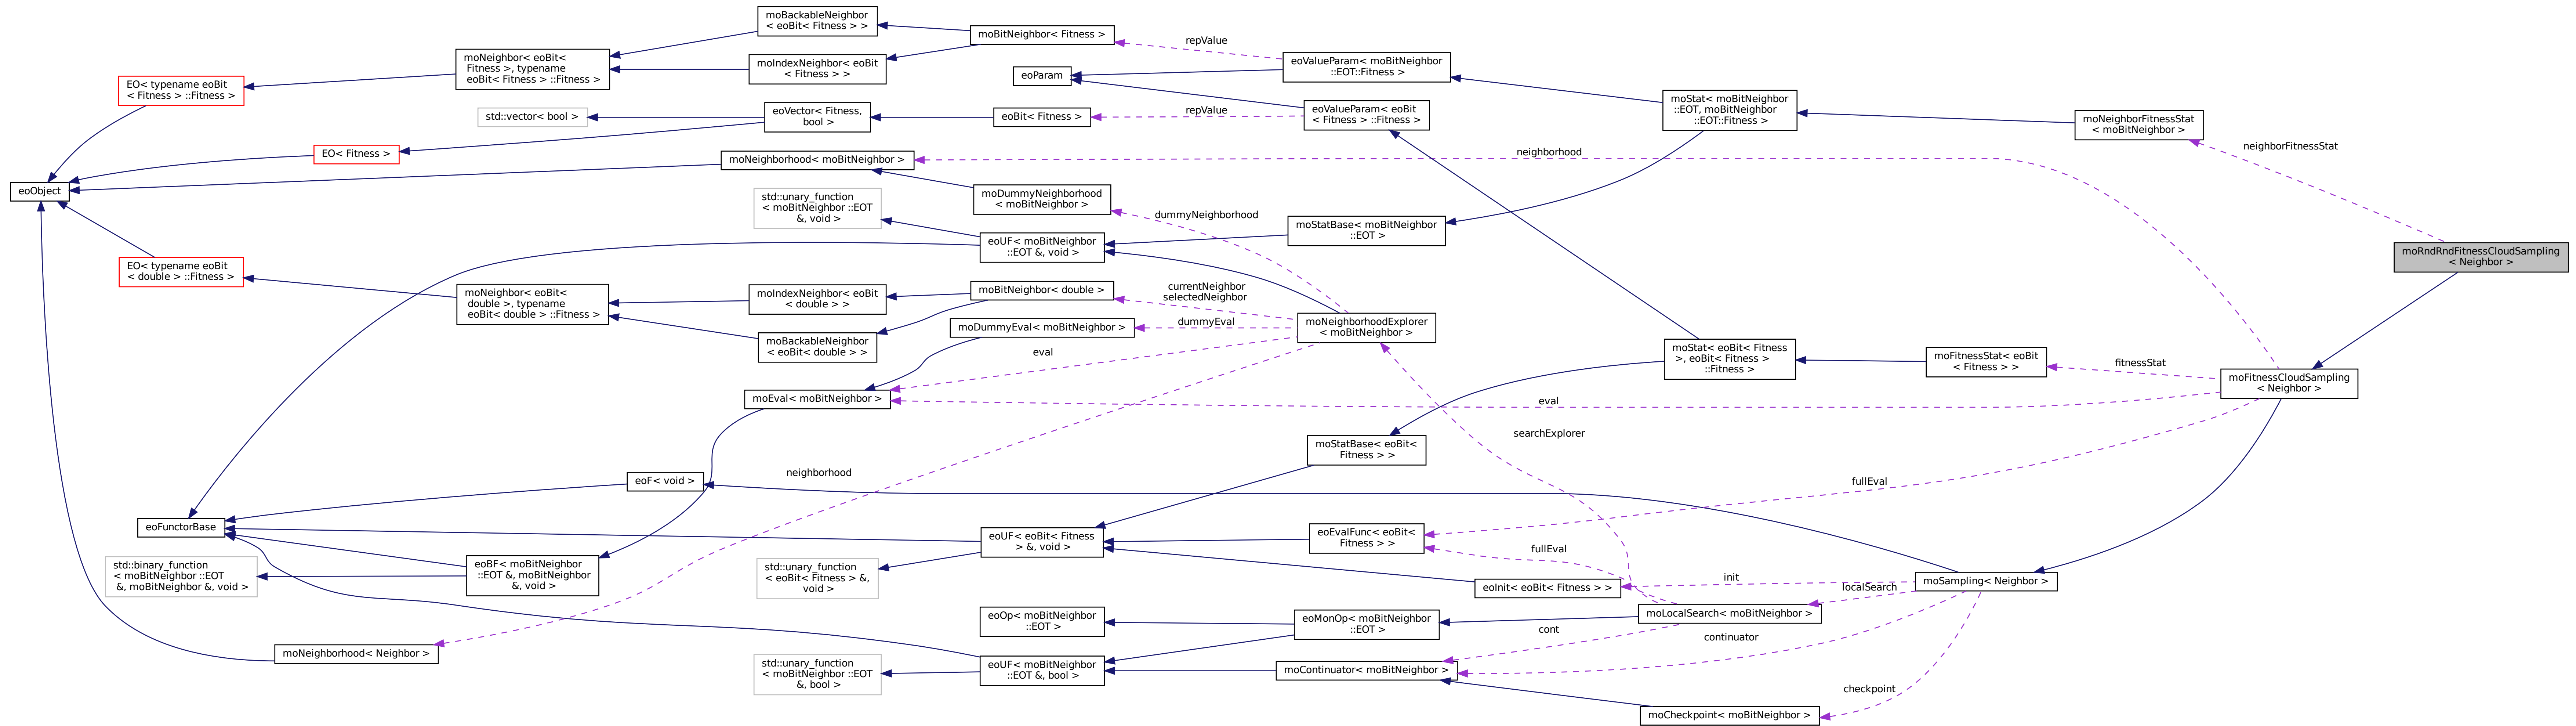 moBackableNeighbor
< eoBit< Fitness > >
moBitNeighbor< Fitness >
repValue
moNeighbor< eoBit<
Fitness >, typename
eoBit< Fitness > ::Fitness >
moIndexNeighbor< eoBit
< Fitness > >
eoParam
eoValueParam< moBitNeighbor
::EOT::Fitness >
EO< typename eoBit
< Fitness > ::Fitness >
std::vector< bool >
eoVector< Fitness,
bool >
eoBit< Fitness >
repValue
eoValueParam< eoBit
< Fitness > ::Fitness >
moStat< moBitNeighbor
::EOT, moBitNeighbor
::EOT::Fitness >
moNeighborFitnessStat
< moBitNeighbor >
neighborFitnessStat
EO< Fitness >
moNeighborhood< moBitNeighbor >
neighborhood
eoObject
std::unary_function
< moBitNeighbor ::EOT
&, void >
moDummyNeighborhood
< moBitNeighbor >
dummyNeighborhood
eoUF< moBitNeighbor
::EOT &, void >
moStatBase< moBitNeighbor
::EOT >
moRndRndFitnessCloudSampling
< Neighbor >
EO< typename eoBit
< double > ::Fitness >
moNeighbor< eoBit<
double >, typename
eoBit< double > ::Fitness >
moIndexNeighbor< eoBit
< double > >
moBitNeighbor< double >
currentNeighbor
selectedNeighbor
moBackableNeighbor
< eoBit< double > >
moDummyEval< moBitNeighbor >
dummyEval
moNeighborhoodExplorer
< moBitNeighbor >
eval
moEval< moBitNeighbor >
moStat< eoBit< Fitness
>, eoBit< Fitness >
::Fitness >
moFitnessStat< eoBit
< Fitness > >
fitnessStat
moFitnessCloudSampling
< Neighbor >
eval
searchExplorer
moStatBase< eoBit<
Fitness > >
neighborhood
eoF< void >
fullEval
eoFunctorBase
eoUF< eoBit< Fitness
> &, void >
eoEvalFunc< eoBit<
Fitness > >
fullEval
std::binary_function
< moBitNeighbor ::EOT
&, moBitNeighbor &, void >
eoBF< moBitNeighbor
::EOT &, moBitNeighbor
&, void >
std::unary_function
< eoBit< Fitness > &,
void >
eoInit< eoBit< Fitness > >
init
moSampling< Neighbor >
localSearch
moLocalSearch< moBitNeighbor >
eoOp< moBitNeighbor
::EOT >
eoMonOp< moBitNeighbor
::EOT >
cont
continuator
moNeighborhood< Neighbor >
std::unary_function
< moBitNeighbor ::EOT
&, bool >
eoUF< moBitNeighbor
::EOT &, bool >
moContinuator< moBitNeighbor >
checkpoint
moCheckpoint< moBitNeighbor >